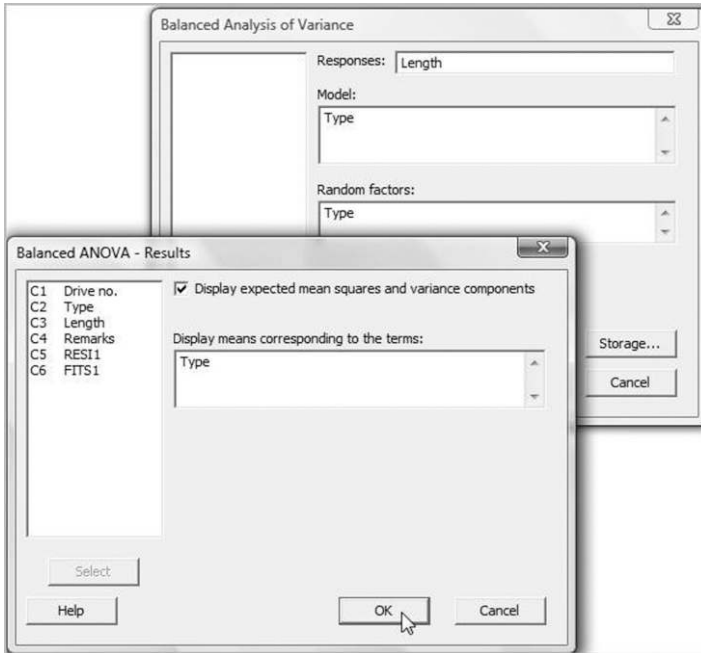 Balanced Analysis of Variance
Responses: Length
Model:
Type
Random factors:
Type
Storage...
Cancel
Balanced ANOVA - Results
C1 Drive no.
C2 Type
C3 Length
C4 Remarks
C5 RESI1
C6 FITS1
Display expected mean squares and variance components
Display means corresponding to the terms:
Type
Select
Help
OK
Cancel